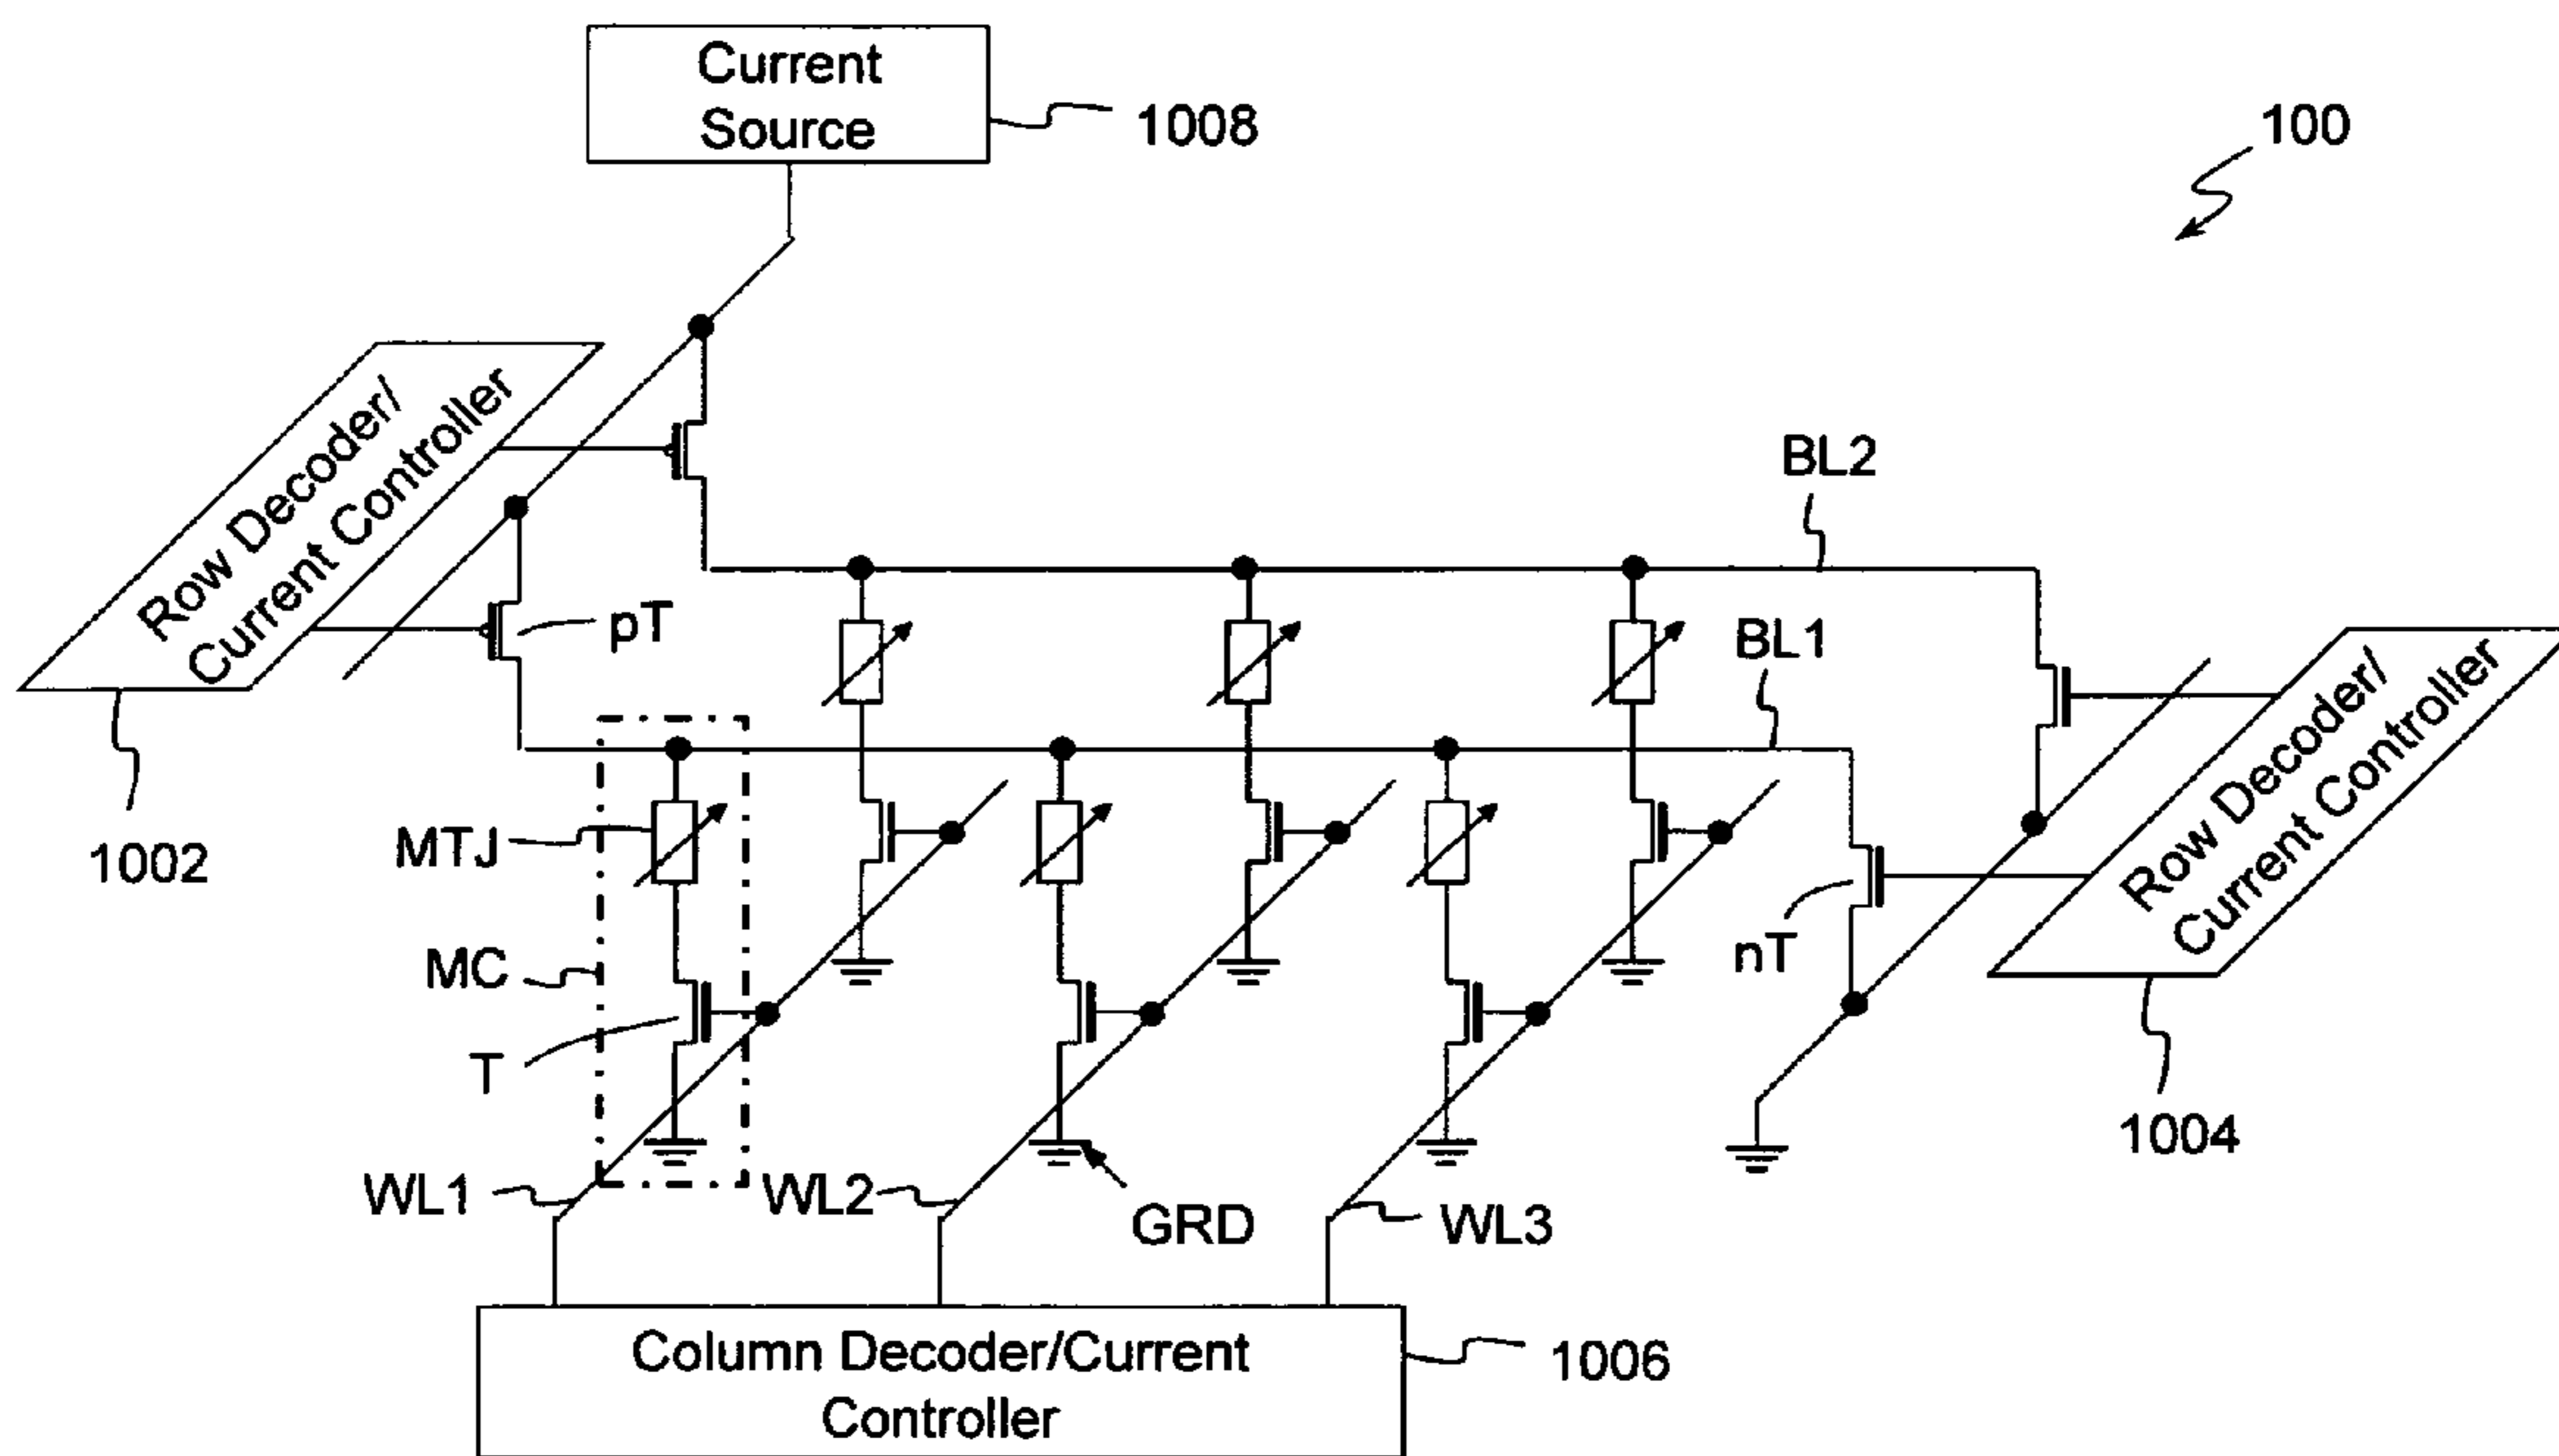 Current
Source
1008
100
Row Decoder/
Current Controller
1002
pT
BL2
BL1
MTJ
MC
T
nT
Row Decoder/
Current Controller
1004
WL1
WL2
GRD
WL3
Column Decoder/Current
Controller
1006